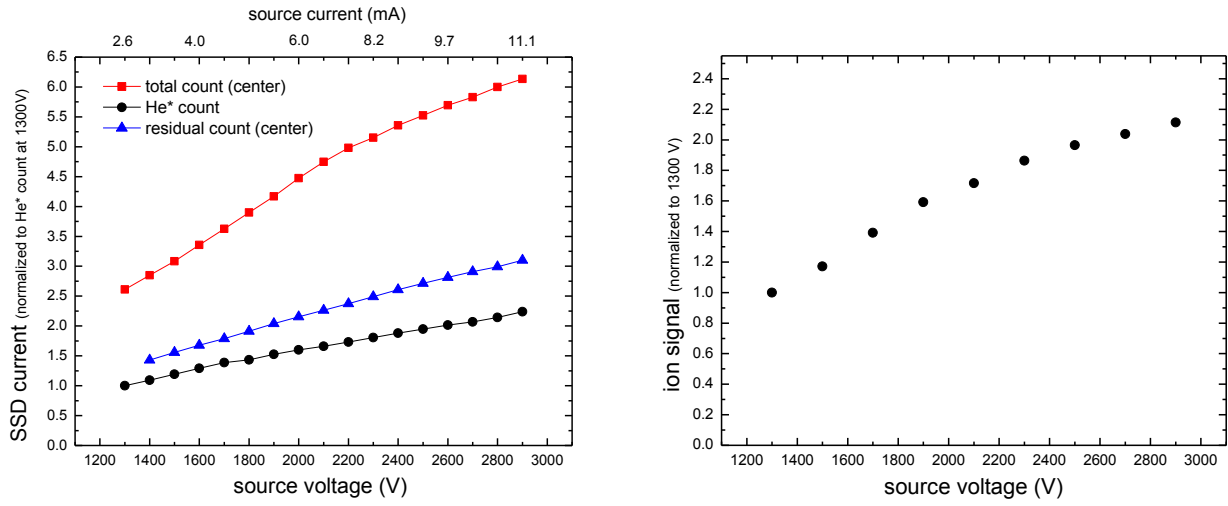 source current (mA)
2.6 4.0 6.0 8.2 9.7 11.1
6.5
6.0
5.5
5.0
4.5
4.0
3.5
3.0
2.5
2.0
1.5
1.0
0.5
0.0
total count (center)
He* count
residual count (center)
SSD current (normalized to He* count at 1300V)
1200 1400 1600 1800 2000 2200 2400 2600 2800 3000
source voltage (V)
2.4
2.2
2.0
1.8
1.6
1.4
1.2
1.0
0.8
0.6
0.4
0.2
0.0
ion signal (normalized to 1300 V)
1200 1400 1600 1800 2000 2200 2400 2600 2800 3000
source voltage (V)